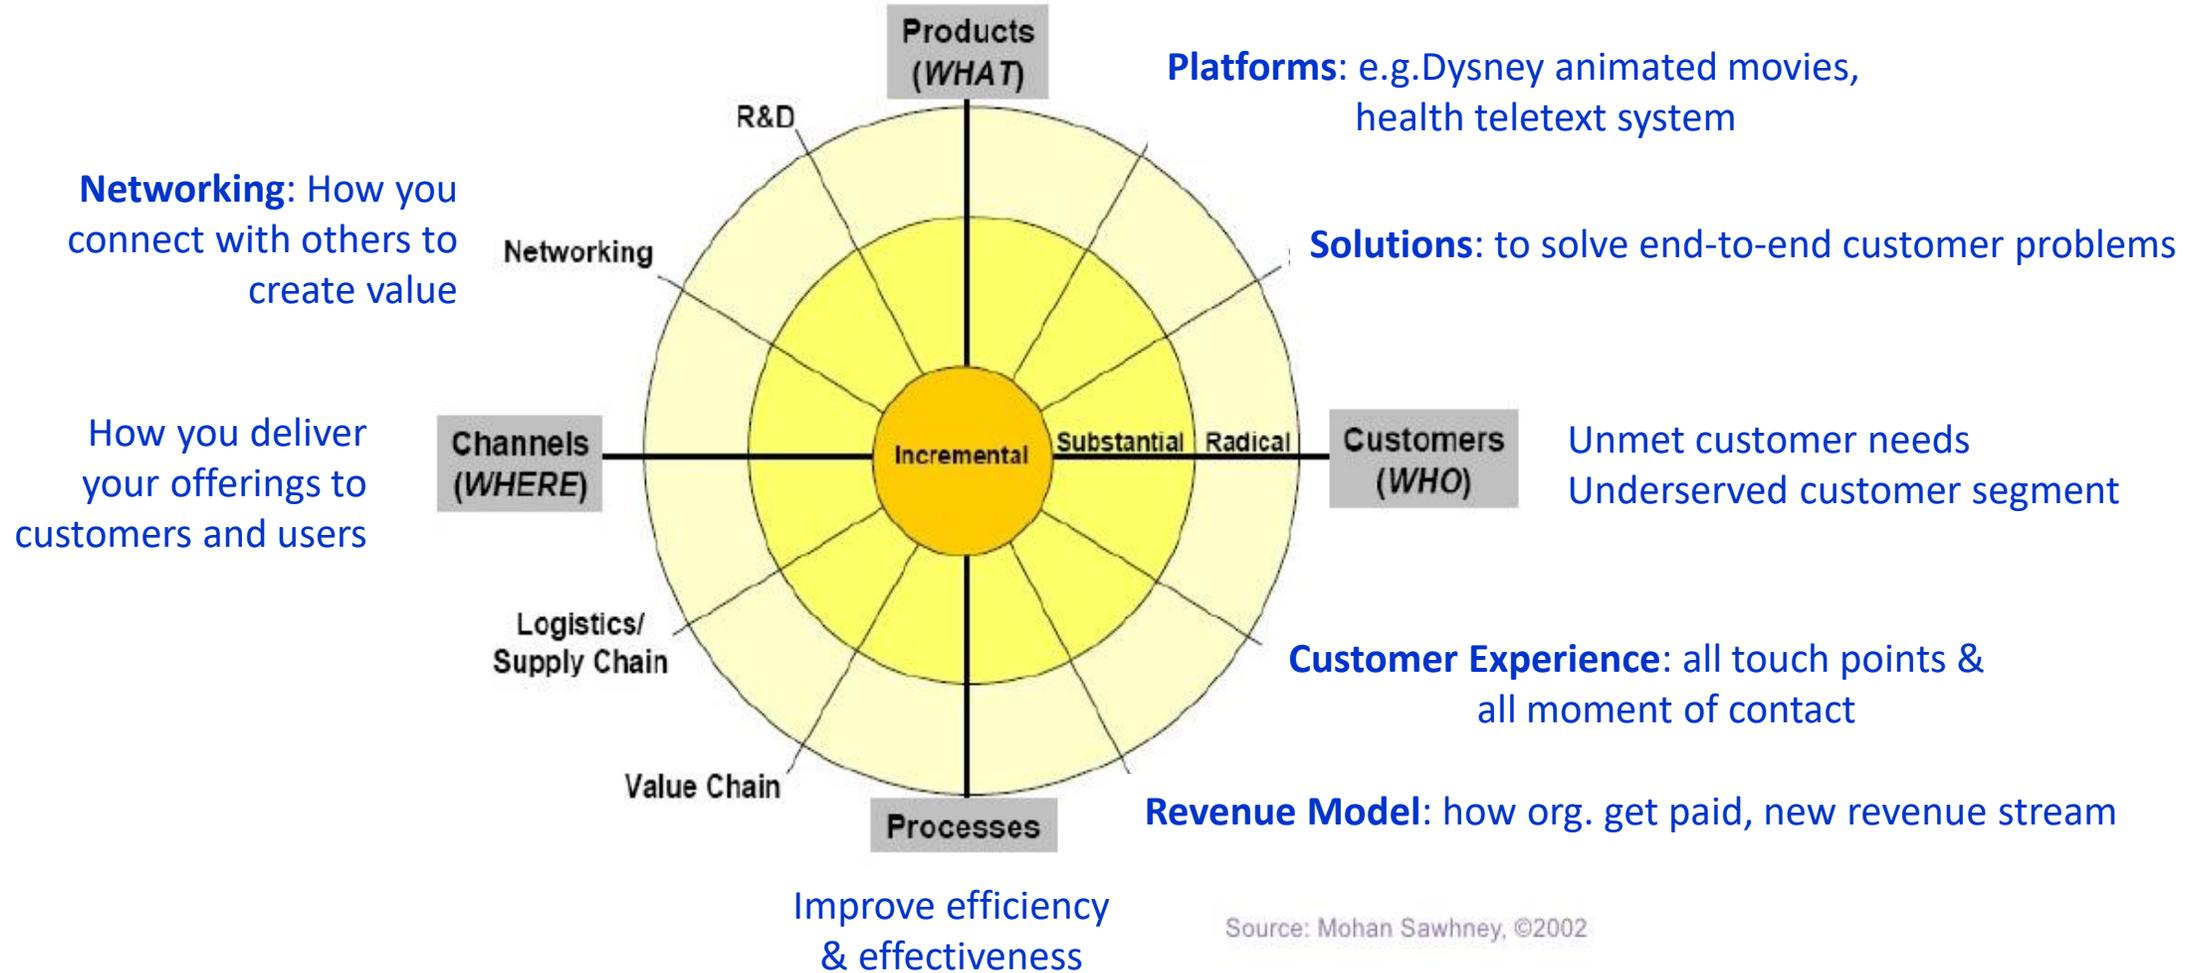 Products
(WHAT)
Platforms: e.g.Dysney animated movies,
health teletext system
R&D
Networking: How you
connect with others to
create value
Networking
Solutions: to solve end-to-end customer problems
How you deliver
your offerings to
customers and users
Channels
(WHERE)
Incremental
Substantial
Radical
Customers
(WHO)
Unmet customer needs
Underserved customer segment
Logistics/
Supply Chain
Customer Experience: all touch points &
all moment of contact
Value Chain
Revenue Model: how org. get paid, new revenue stream
Processes
Improve efficiency
& effectiveness
Source: Mohan Sawhney, ©2002